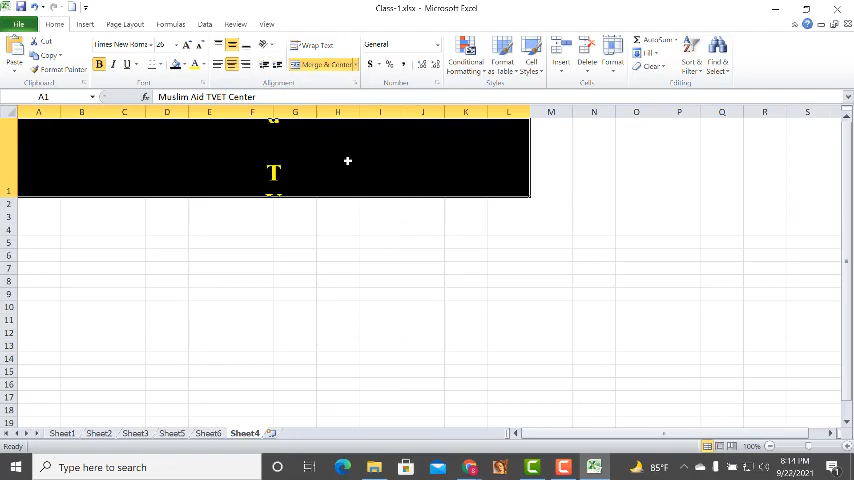 Class-1.xlsx - Microsoft Excel
File Home Insert Page Layout Formulas Data Review View
Paste Cut Copy Format Painter Clipboard
Times New Roma 26 A A B I U A Font
Wrap Text Merge & Center Alignment
General $ % , Number
Conditional Formatting Format as Table Cell Styles Styles
Insert Delete Format Cells
Σ AutoSum Fill Clear Sort & Filter Find & Select Editing
A1 fx Muslim Aid TVET Center
A B C D E F G H I J K L M N O P Q R S
T
1
2
3
4
5
6
7
8
9
10
11
12
13
14
15
16
17
18
19
Sheet1 Sheet2 Sheet3 Sheet5 Sheet6 Sheet4
Ready 100%
Type here to search 85°F 8:14 PM
9/22/2021